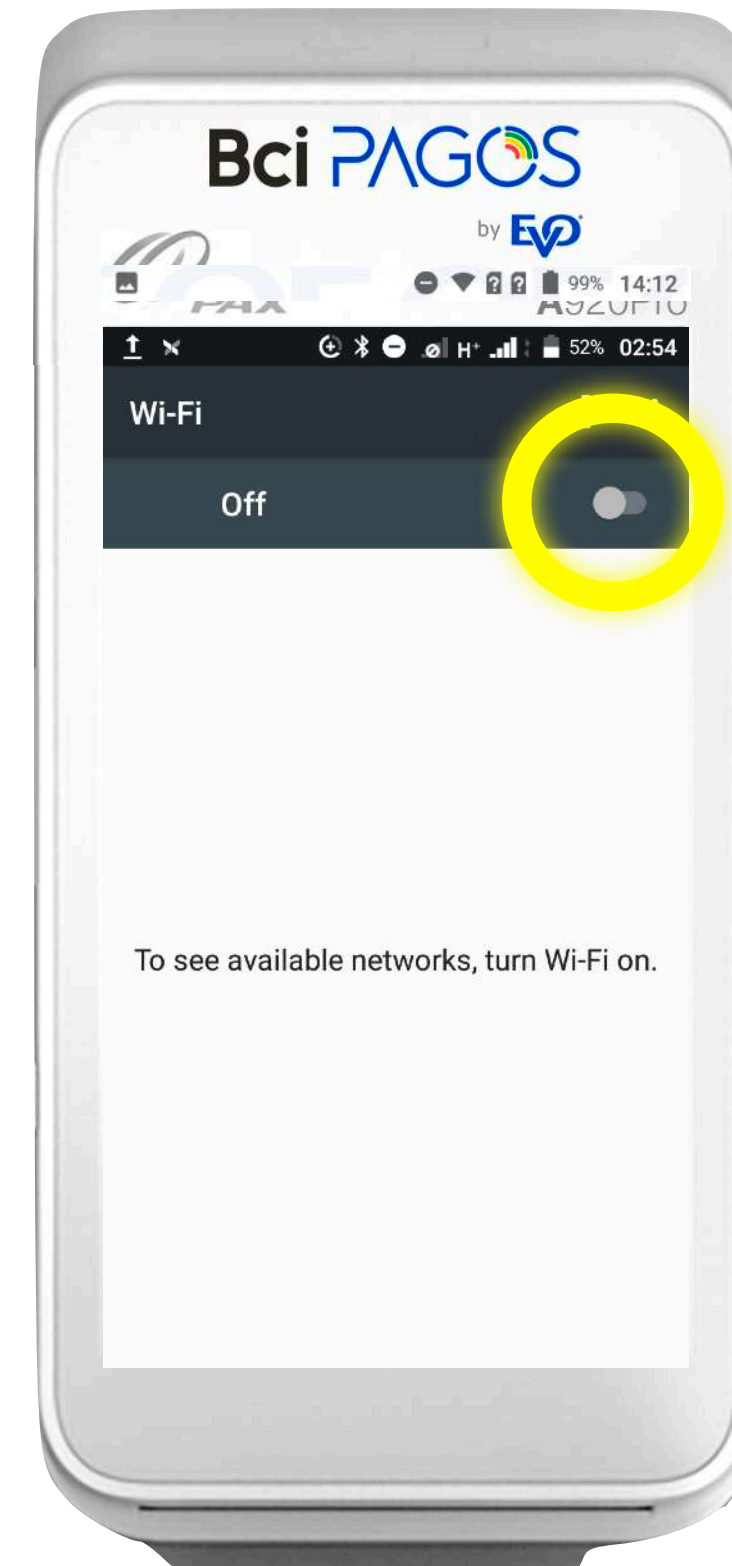 Bci PAGOS
by EVO
99% 14:12
PAX
A920Pro
H+ 52% 02:54
Wi-Fi
Off
To see available networks, turn Wi-Fi on.